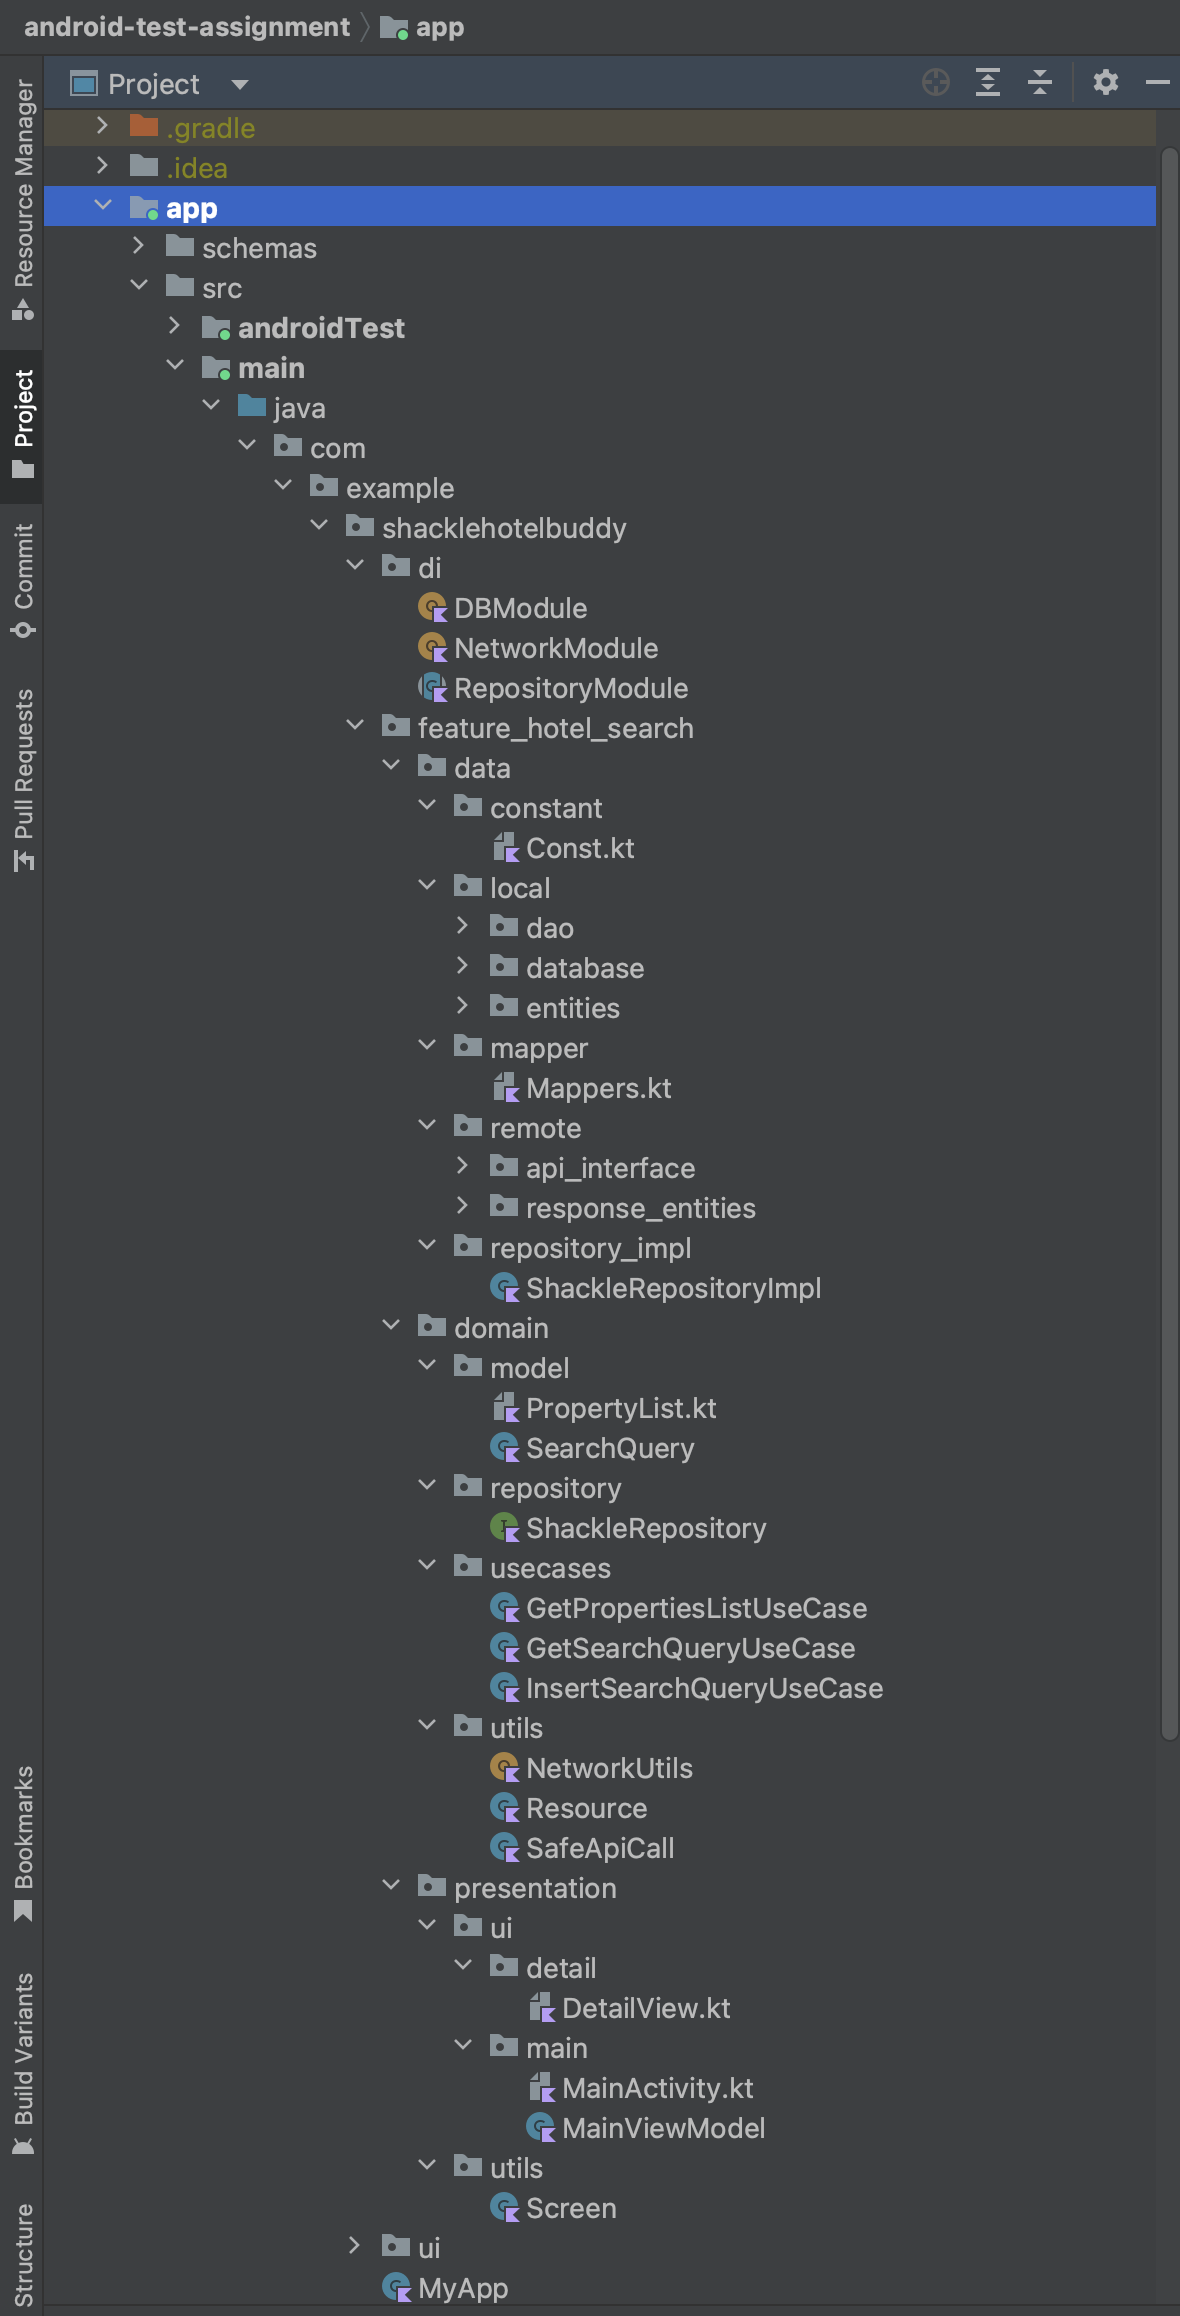 android-test-assignment app
Project
.gradle
.idea
app
schemas
src
androidTest
main
java
com
example
shacklehotelbuddy
di
DBModule
NetworkModule
RepositoryModule
feature_hotel_search
data
constant
Const.kt
local
dao
database
entities
mapper
Mappers.kt
remote
api_interface
response_entities
repository_impl
ShackleRepositoryImpl
domain
model
PropertyList.kt
SearchQuery
repository
ShackleRepository
usecases
GetPropertiesListUseCase
GetSearchQueryUseCase
InsertSearchQueryUseCase
utils
NetworkUtils
Resource
SafeApiCall
presentation
ui
detail
DetailView.kt
main
MainActivity.kt
MainViewModel
utils
Screen
ui
MyApp
Resource Manager
Project
Commit
Pull Requests
Bookmarks
Build Variants
Structure